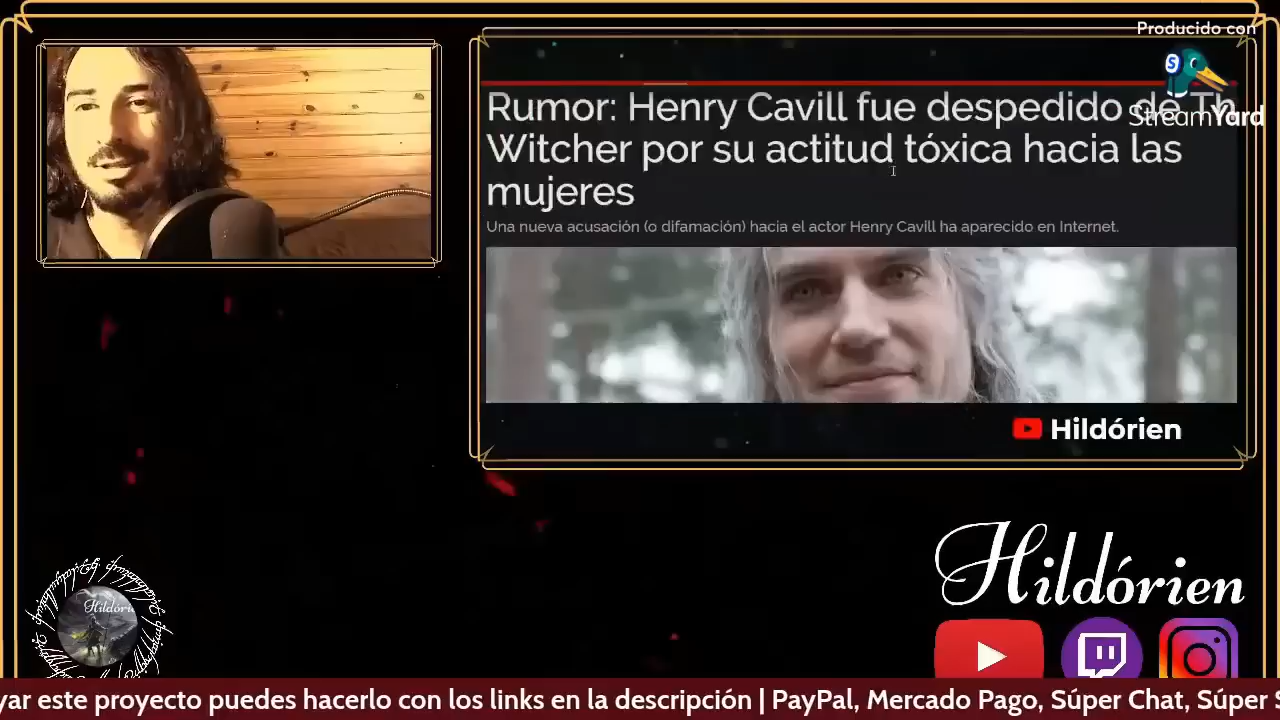 Producido con
StreamYard
Rumor: Henry Cavill fue despedido de Th
Witcher por su actitud tóxica hacia las
mujeres
Una nueva acusación (o difamación) hacia el actor Henry Cavill ha aparecido en Internet.
Hildórien
Hildórien
yar este proyecto puedes hacerlo con los links en la descripción | PayPal, Mercado Pago, Súper Chat, Súper S